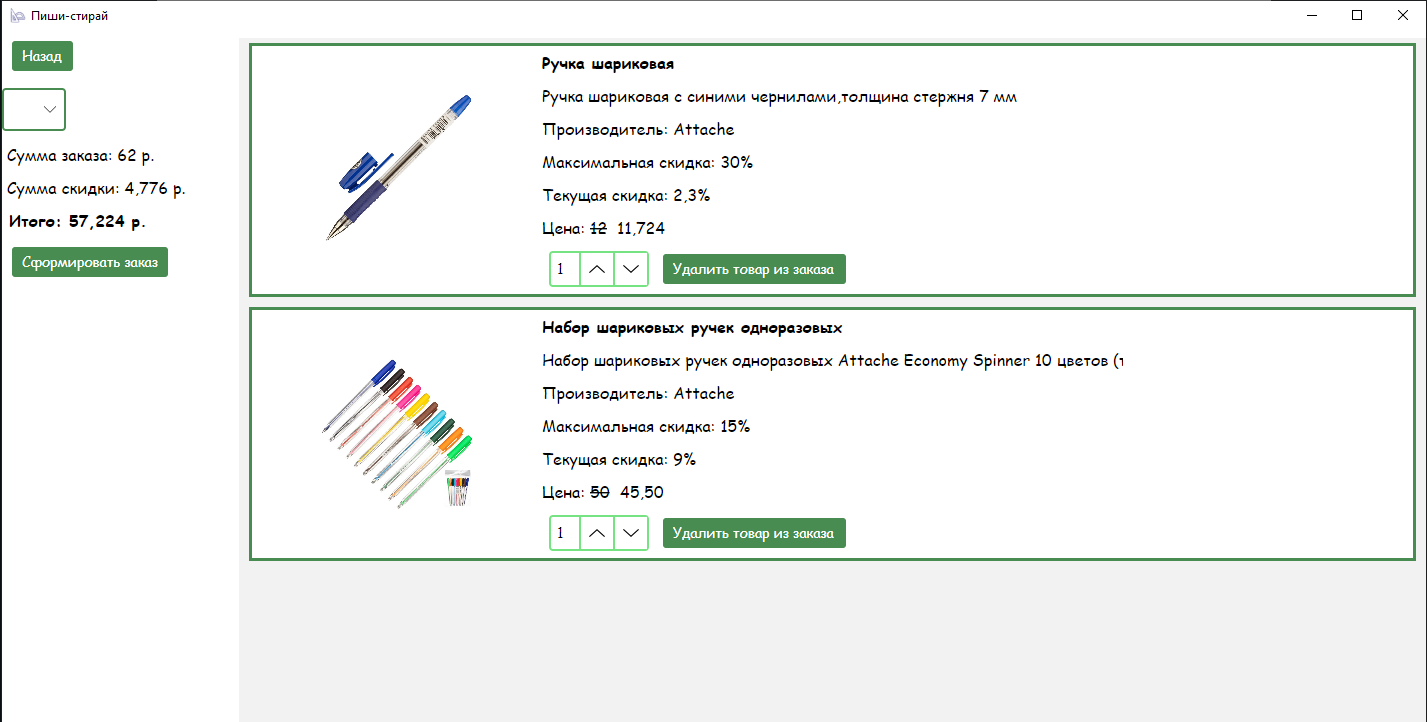 Пиши-стирай
Назад
Сумма заказа: 62 р.
Сумма скидки: 4,776 р.
Итого: 57,224 р.
Сформировать заказ
Ручка шариковая
Ручка шариковая с синими чернилами,толщина стержня 7 мм
Производитель: Attache
Максимальная скидка: 30%
Текущая скидка: 2,3%
Цена: 12 11,724
1
Удалить товар из заказа
Набор шариковых ручек одноразовых
Набор шариковых ручек одноразовых Attache Economy Spinner 10 цветов (
Производитель: Attache
Максимальная скидка: 15%
Текущая скидка: 9%
Цена: 50 45,50
1
Удалить товар из заказа